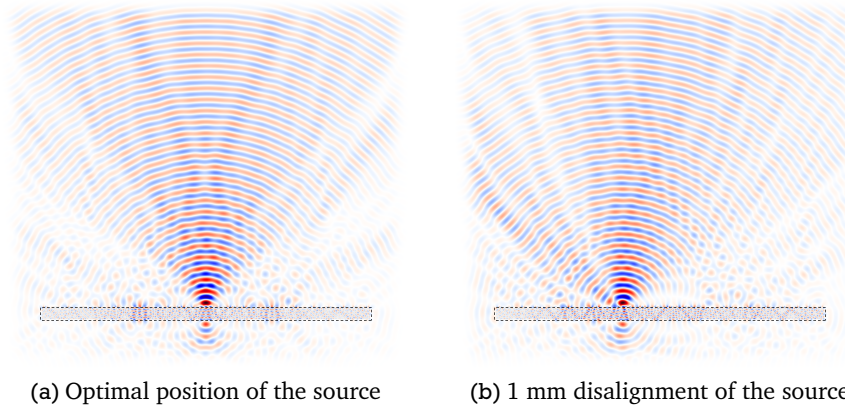 (a) Optimal position of the source
(b) 1 mm disalignment of the source